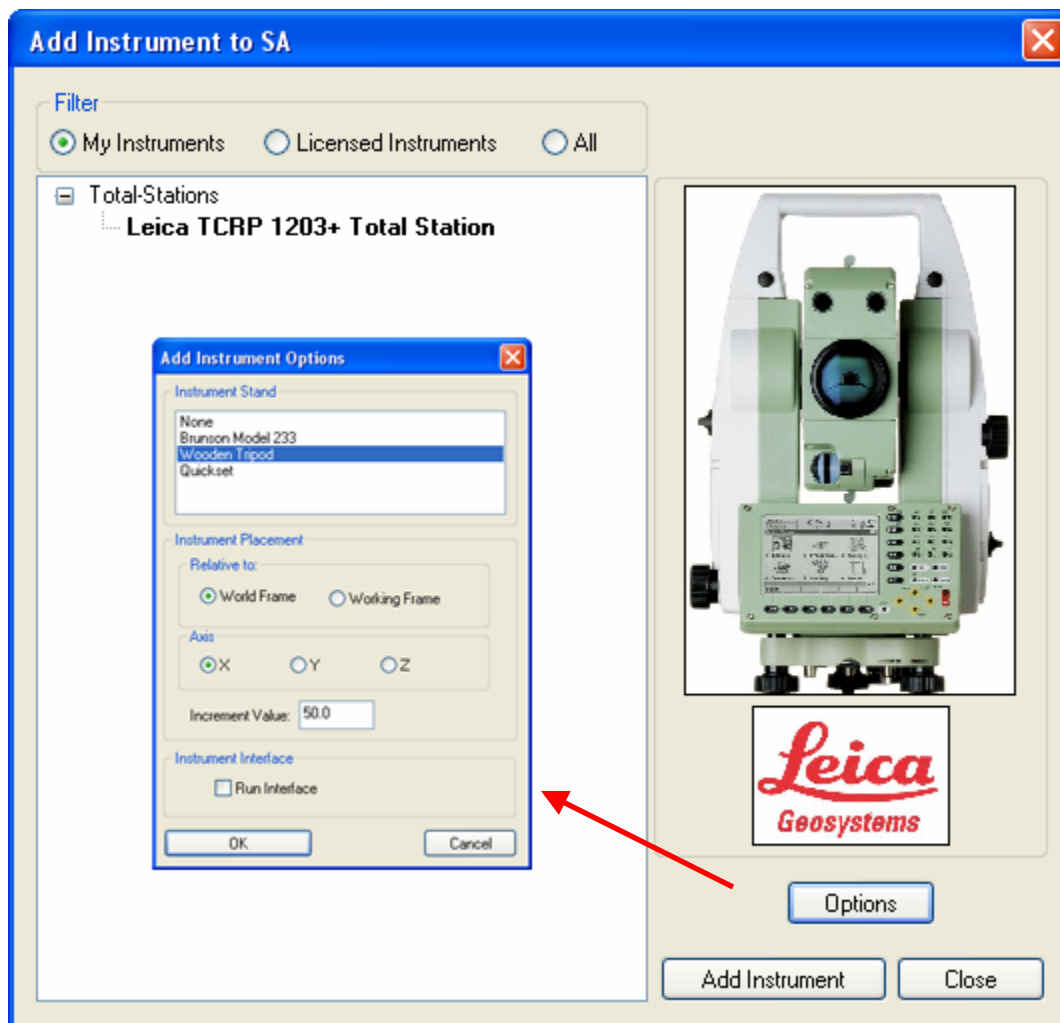 Add Instrument to SA
Filter
My Instruments Licensed Instruments All
Total-Stations
Leica TCRP 1203+ Total Station
Add Instrument Options
Instrument Stand
None
Brunson Model 233
Wooden Tripod
Quickset
Instrument Placement
Relative to:
World Frame Working Frame
Axis
X Y Z
Increment Value: 50.0
Instrument Interface
Run Interface
OK Cancel
Leica
Geosystems
Options
Add Instrument Close